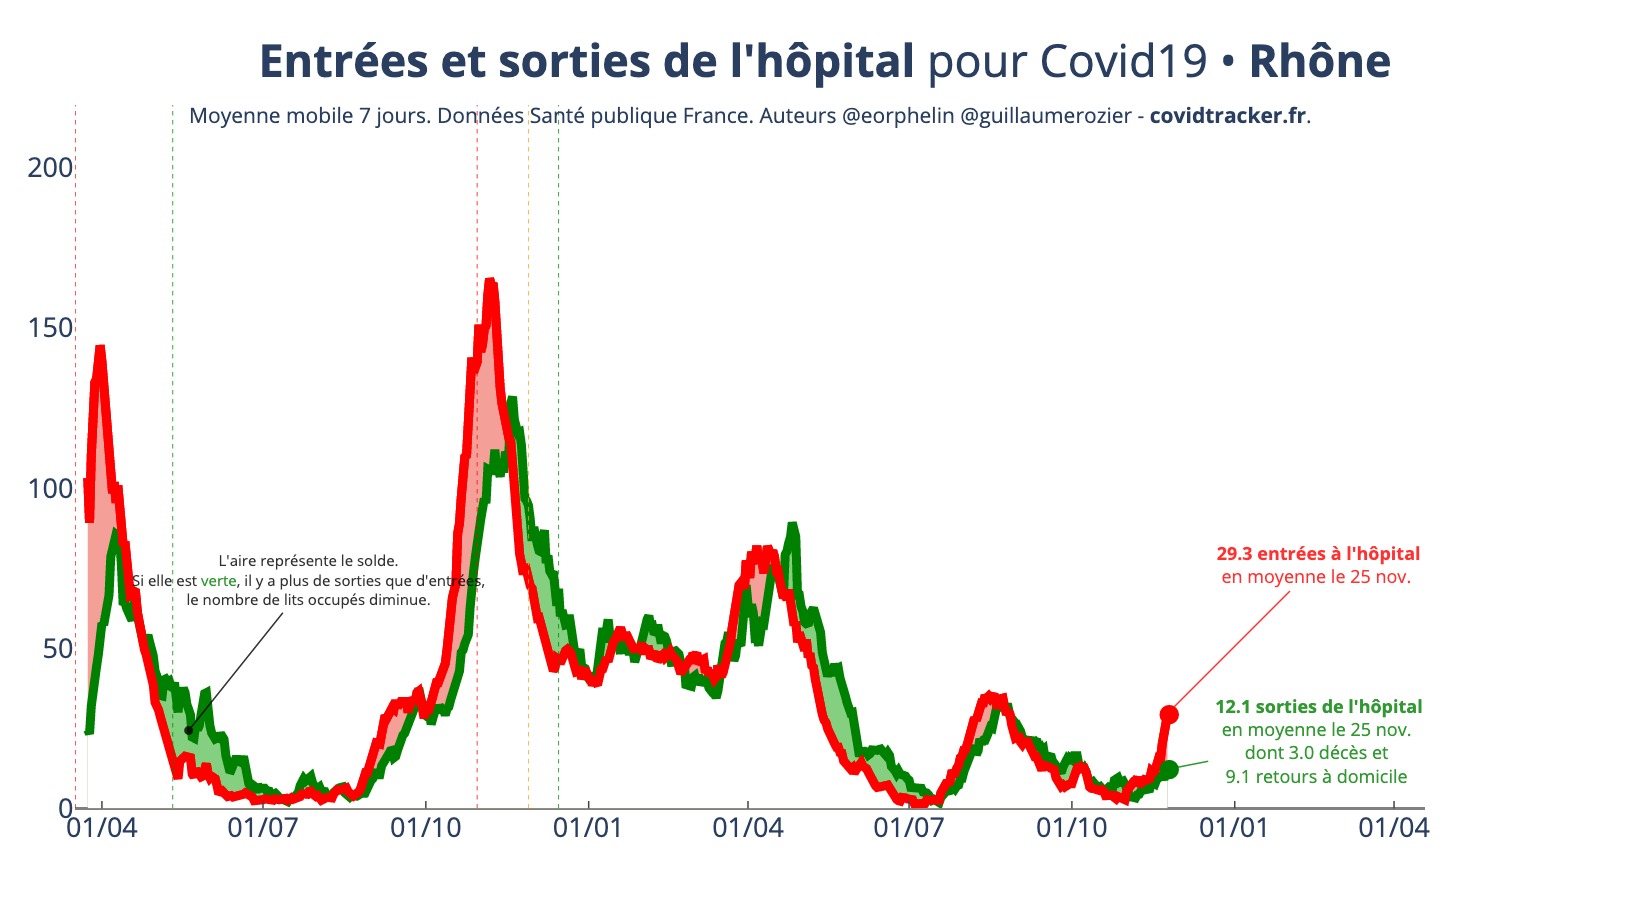 Entrées et sorties de l'hôpital pour Covid19 • Rhône
Moyenne mobile 7 jours. Données Santé publique France. Auteurs @eorphelin @guillaumerozier - covidtracker.fr.
200
150
100
50
0
L'aire représente le solde.
Si elle est verte, il y a plus de sorties que d'entrées,
le nombre de lits occupés diminue.
29.3 entrées à l'hôpital
en moyenne le 25 nov.
12.1 sorties de l'hôpital
en moyenne le 25 nov.
dont 3.0 décès et
9.1 retours à domicile
01/04 01/07 01/10 01/01 01/04 01/07 01/10 01/01 01/04